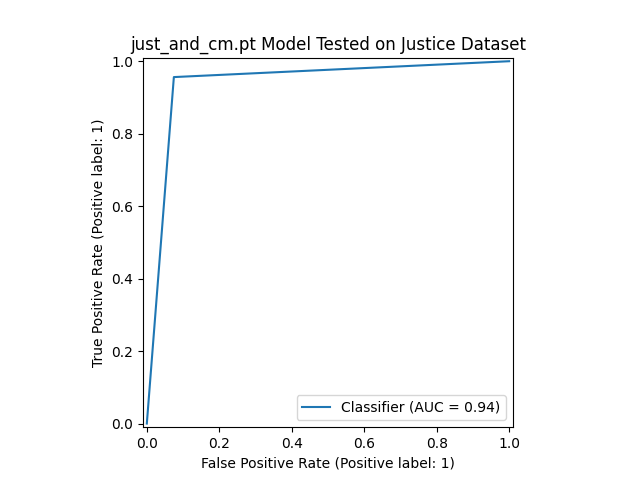 just_and_cm.pt Model Tested on Justice Dataset
1.0
0.8
0.6
0.4
0.2
0.0
True Positive Rate (Positive label: 1)
Classifier (AUC = 0.94)
0.0 0.2 0.4 0.6 0.8 1.0
False Positive Rate (Positive label: 1)